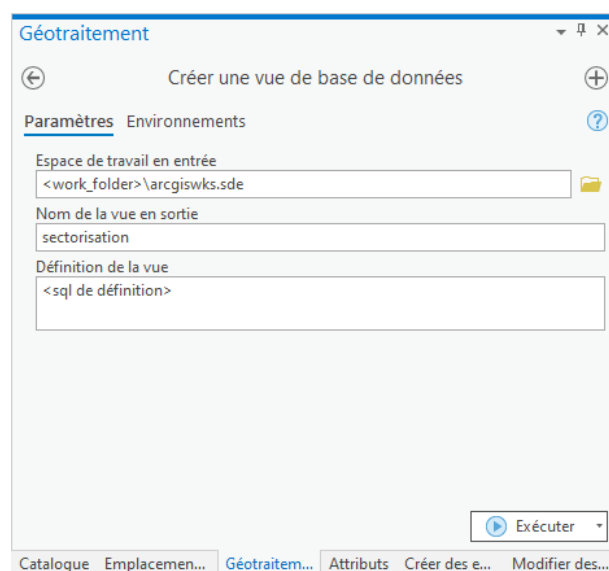 Géotraitement
Créer une vue de base de données
Paramètres Environnements
Espace de travail en entrée
<work_folder>\arcgiswks.sde
Nom de la vue en sortie
sectorisation
Définition de la vue
<sql de définition>
Exécuter
Catalogue Emplacemen... Géotraitem... Attributs Créer des e... Modifier des...